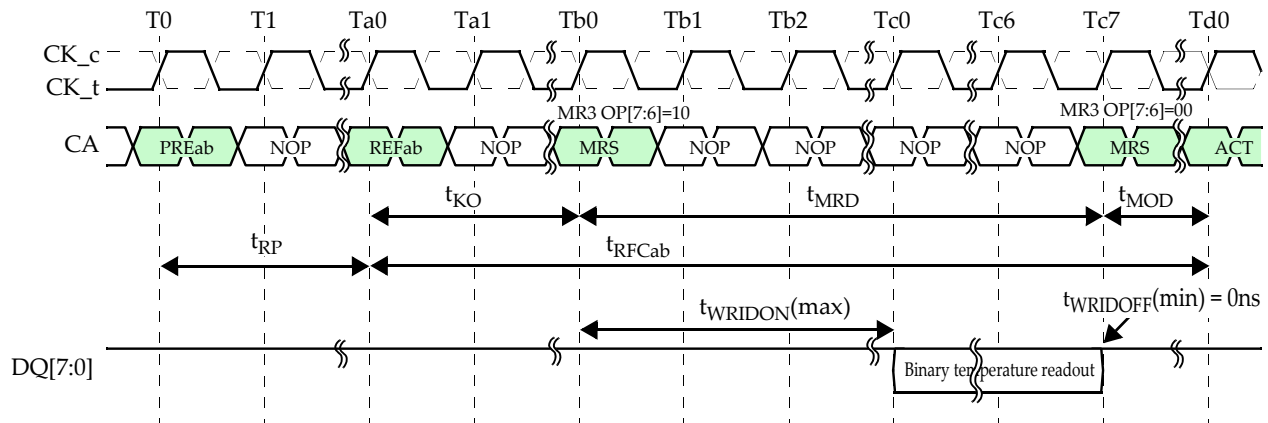 T0 T1 Ta0 Ta1 Tb0 Tb1 Tb2 Tc0 Tc6 Tc7 Td0
CK_c
CK_t
MR3 OP[7:6]=10 MR3 OP[7:6]=00
CA PREab NOP REFab NOP MRS NOP NOP NOP NOP MRS ACT
tKO tMRD tMOD
tRP tRFCab
tWRIDON(max) tWRIDOFF(min) = 0ns
DQ[7:0] Binary temperature readout